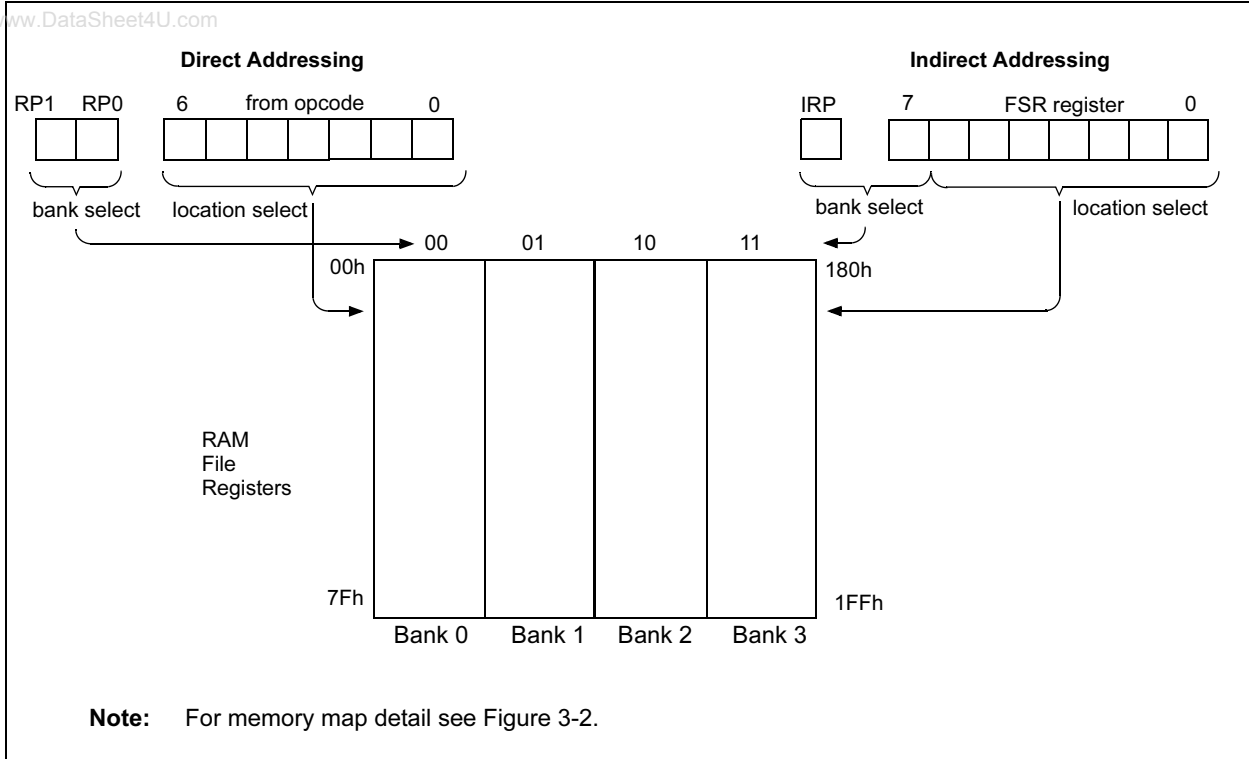 www.DataSheet4U.com
Direct Addressing
Indirect Addressing
RP1 RP0 6 from opcode 0
IRP 7 FSR register 0
bank select location select
bank select location select
00 01 10 11
00h
180h
RAM
File
Registers
7Fh
1FFh
Bank 0 Bank 1 Bank 2 Bank 3
Note: For memory map detail see Figure 3-2.